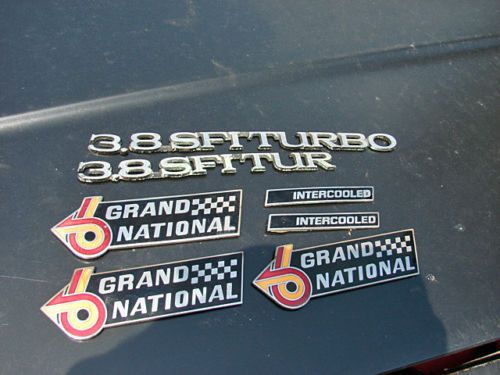 3.8 SFI TURBO
3.8 SFI TUR
INTERCOOLED
INTERCOOLED
GRAND
NATIONAL
GRAND
NATIONAL
GRAND
NATIONAL